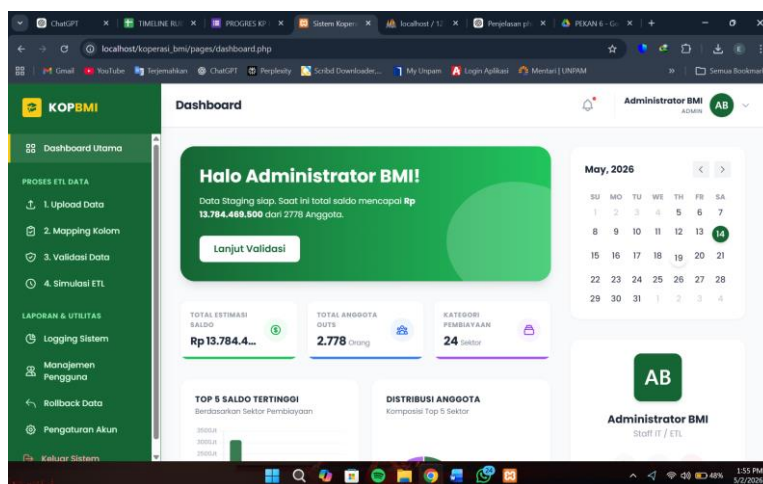 ChatGPT
TIMELINE RU
PROGRES KP
Sistem Koper
localhost / 12
Penjelasan ph
PEKAN 6 - Go
localhost/koperasi_bmi/pages/dashboard.php
Gmail YouTube Terjemahkan ChatGPT Perplexity Scribd Downloader,... My Unpam Login Aplikasi Mentari | UNPAM » Semua Bookmar
KOPBMI
Dashboard Utama
PROSES ETL DATA
1. Upload Data
2. Mapping Kolom
3. Validasi Data
4. Simulasi ETL
LAPORAN & UTILITAS
Logging Sistem
Manajemen
Pengguna
Rollback Data
Pengaturan Akun
Keluar Sistem
Dashboard
Administrator BMI
ADMIN
AB
Halo Administrator BMI!
Data Staging siap. Saat ini total saldo mencapai Rp
13.784.469.500 dari 2778 Anggota.
Lanjut Validasi
TOTAL ESTIMASI
SALDO
Rp 13.784.4...
TOTAL ANGGOTA
OUTS
2.778 Orang
KATEGORI
PEMBIAYAAN
24 Sektor
TOP 5 SALDO TERTINGGI
Berdasarkan Sektor Pembiayaan
3500Jt
3000Jt
2500Jt
DISTRIBUSI ANGGOTA
Komposisi Top 5 Sektor
May, 2026
SU MO TU WE TH FR SA
1 2 3 4 5 6 7
8 9 10 11 12 13 14
15 16 17 18 19 20 21
22 23 24 25 26 27 28
29 30 31 1 2 3 4
AB
Administrator BMI
Staff IT / ETL
48%
1:55 PM
5/2/2026